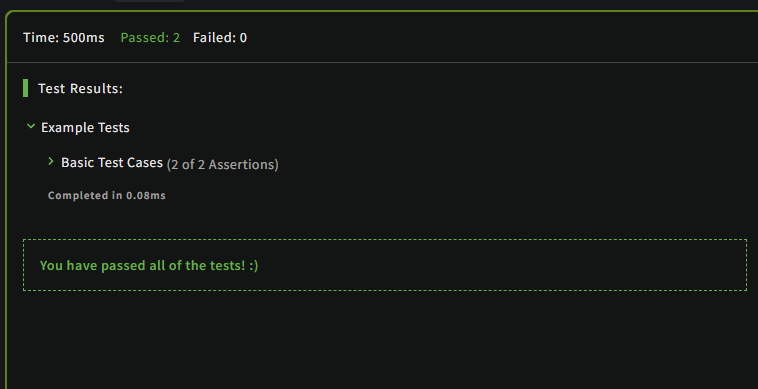 Time: 500ms Passed: 2 Failed: 0
Test Results:
Example Tests
Basic Test Cases (2 of 2 Assertions)
Completed in 0.08ms
You have passed all of the tests! :)